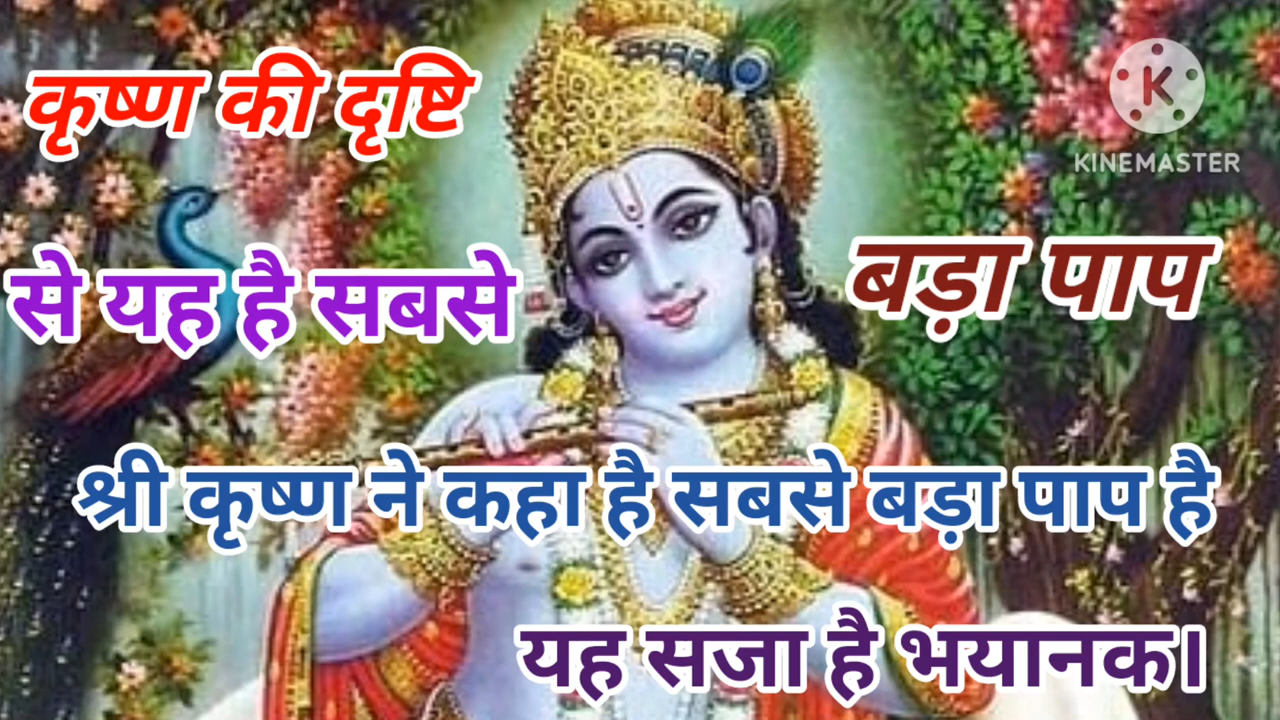 कृष्ण की दृष्टि
KINEMASTER
से यह है सबसे
बड़ा पाप
श्री कृष्ण ने कहा है सबसे बड़ा पाप है
यह सजा है भयानक।